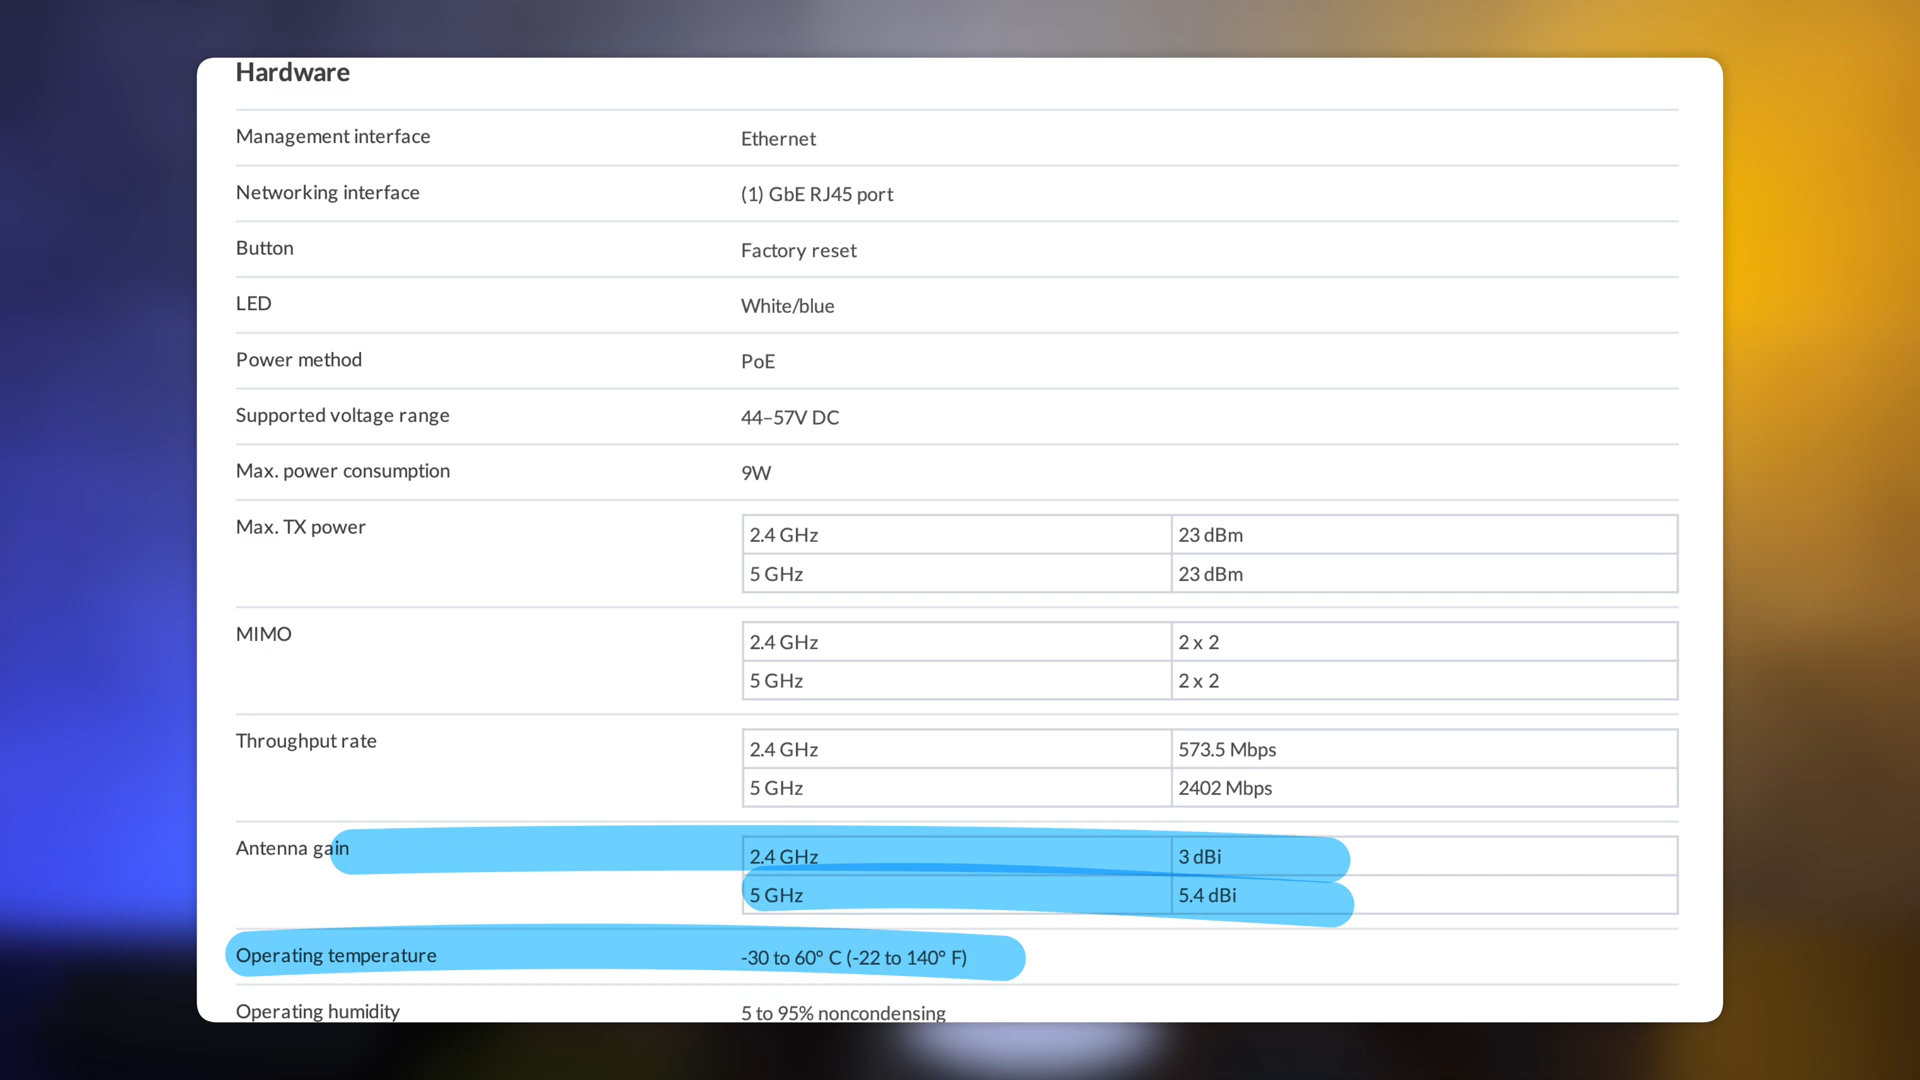 Hardware
Management interface Ethernet
Networking interface (1) GbE RJ45 port
Button Factory reset
LED White/blue
Power method PoE
Supported voltage range 44–57V DC
Max. power consumption 9W
Max. TX power 2.4 GHz 23 dBm
5 GHz 23 dBm
MIMO 2.4 GHz 2 x 2
5 GHz 2 x 2
Throughput rate 2.4 GHz 573.5 Mbps
5 GHz 2402 Mbps
Antenna gain 2.4 GHz 3 dBi
5 GHz 5.4 dBi
Operating temperature -30 to 60° C (-22 to 140° F)
Operating humidity 5 to 95% noncondensing